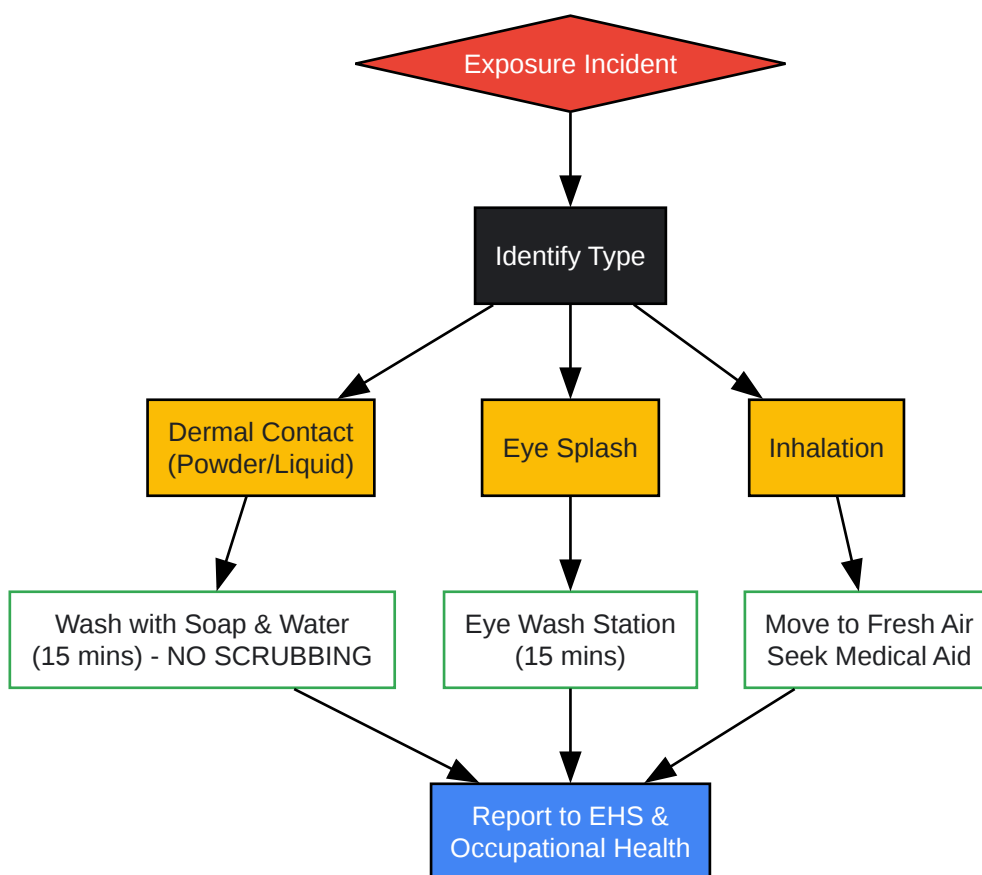 Exposure Incident
Identify Type
Dermal Contact
(Powder/Liquid)
Eye Splash
Inhalation
Wash with Soap & Water
(15 mins) - NO SCRUBBING
Eye Wash Station
(15 mins)
Move to Fresh Air
Seek Medical Aid
Report to EHS &
Occupational Health